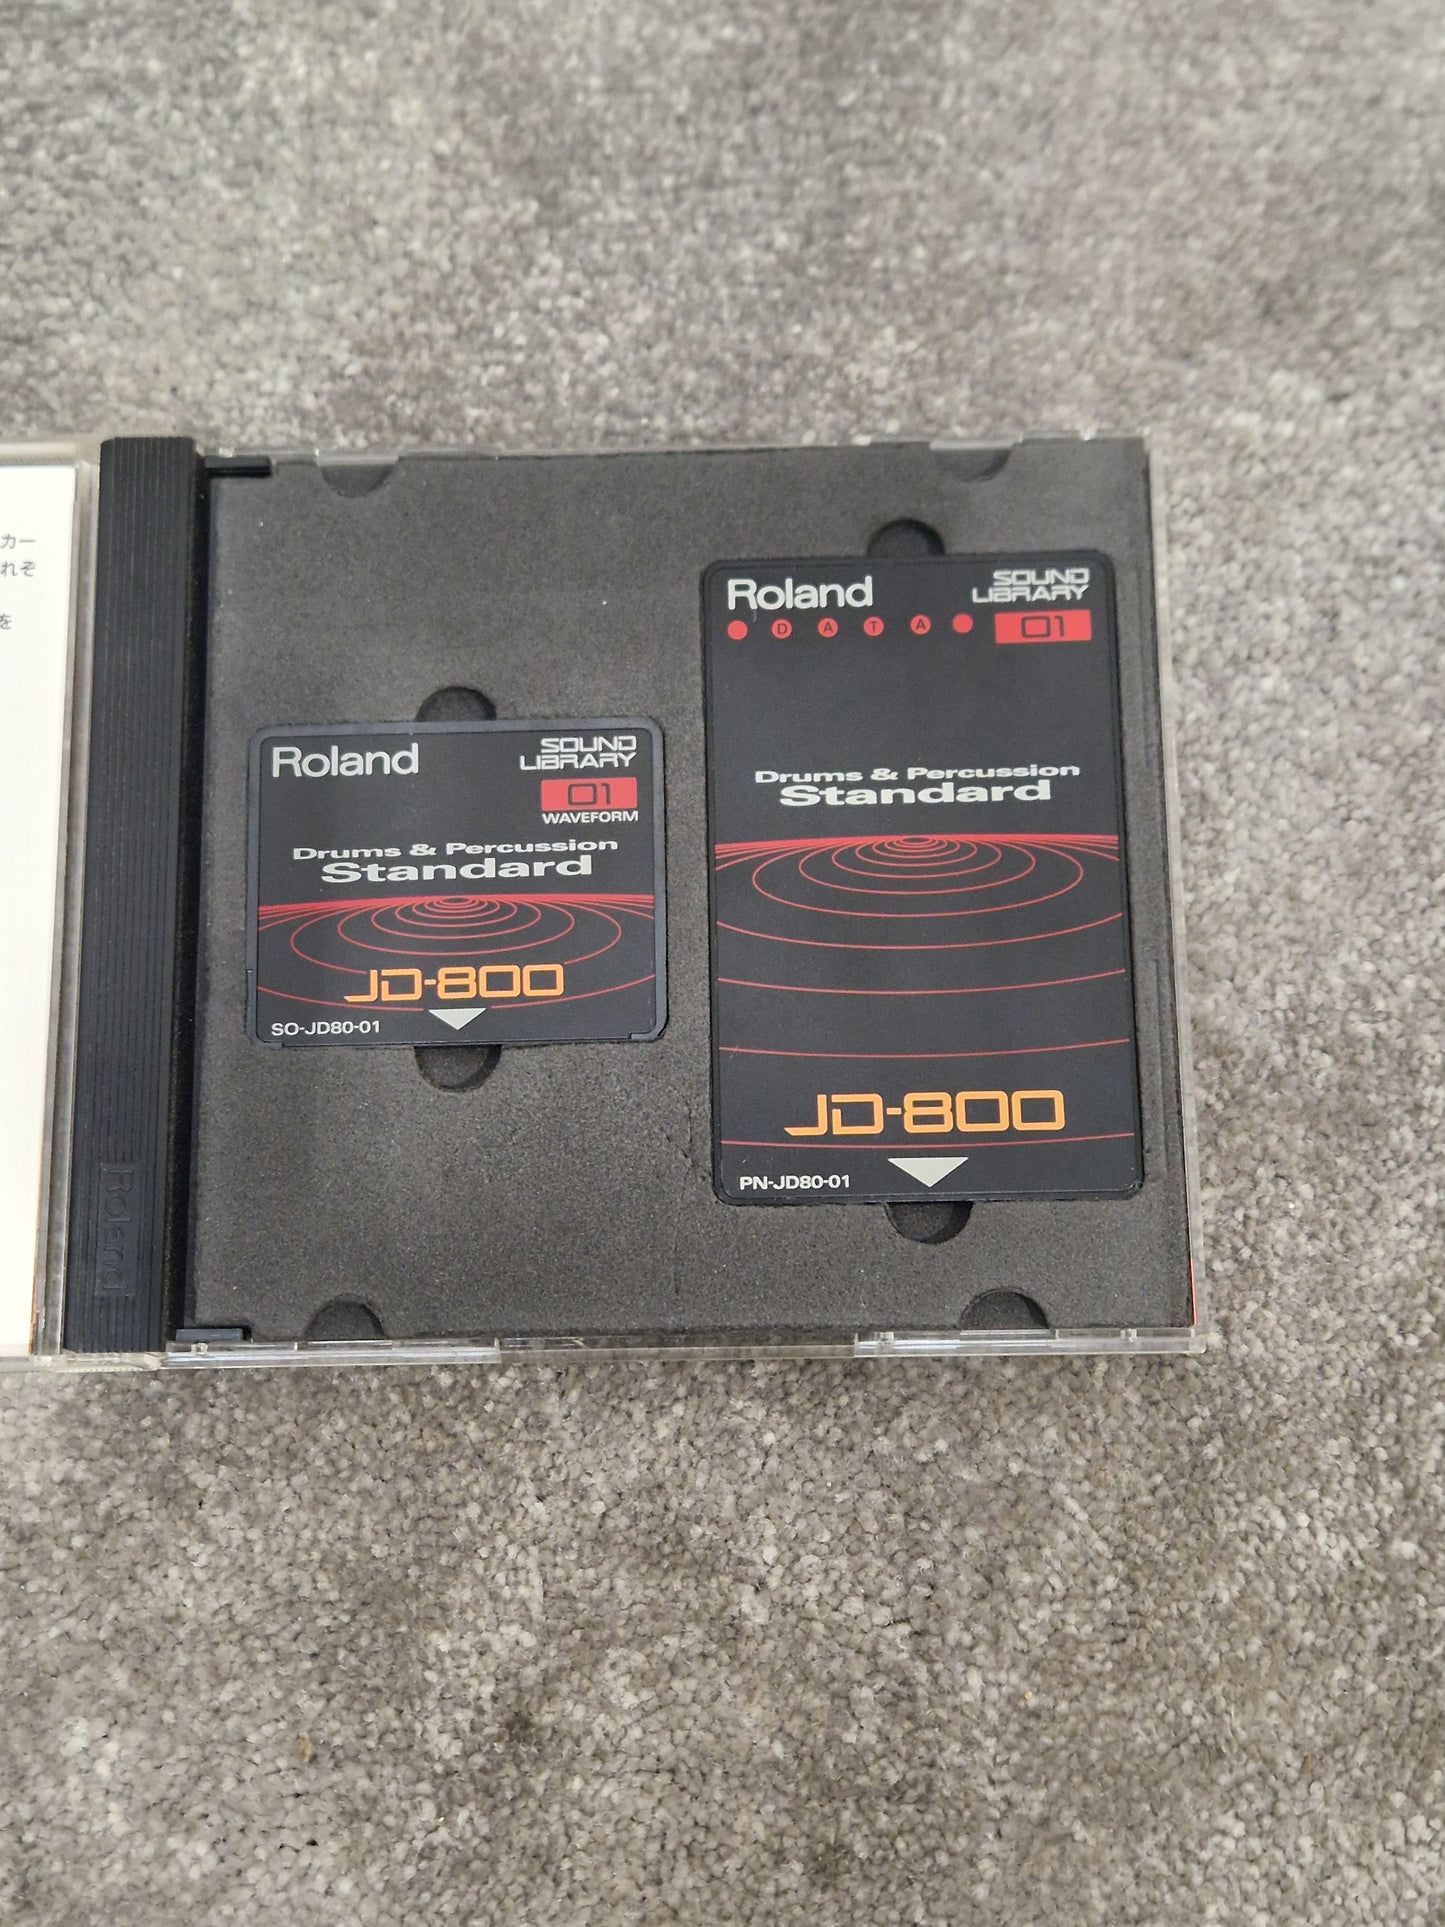 カー
れぞ
を
Roland
Roland
SOUND
LIBRARY
01
WAVEFORM
Drums & Percussion
Standard
JD-800
SO-JD80-01
Roland
SOUND
LIBRARY
DATA
01
Drums & Percussion
Standard
JD-800
PN-JD80-01